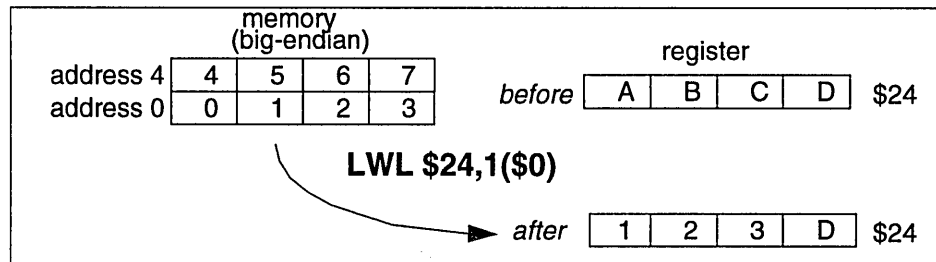 memory
(big-endian)
register
address 4 4 5 6 7
address 0 0 1 2 3
before A B C D $24
LWL $24,1($0)
after 1 2 3 D $24